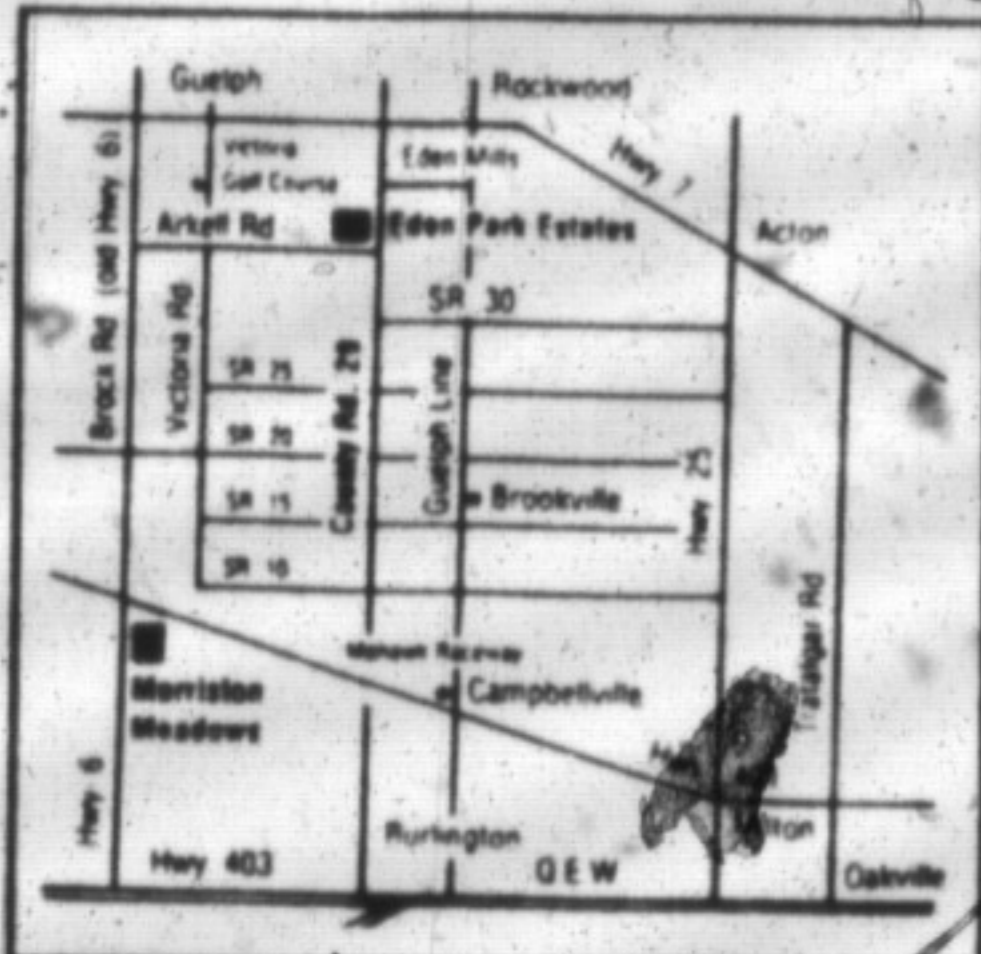 Guelph
Rockwood
Hwy 7
Brock Rd (old Hwy 6)
Victoria
Golf Course
Eden Mills
Arkell Rd
Eden Park Estates
Acton
Victoria Rd
SR 30
SR 25
County Rd. 29
Guelph Line
SR 20
Hwy 25
SR 15
Brookville
SR 10
Trafalgar Rd
Mohawk Raceway
Campbellville
Morriston
Meadows
Hwy 6
Burlington
Hwy 403
Q E W
Oakville